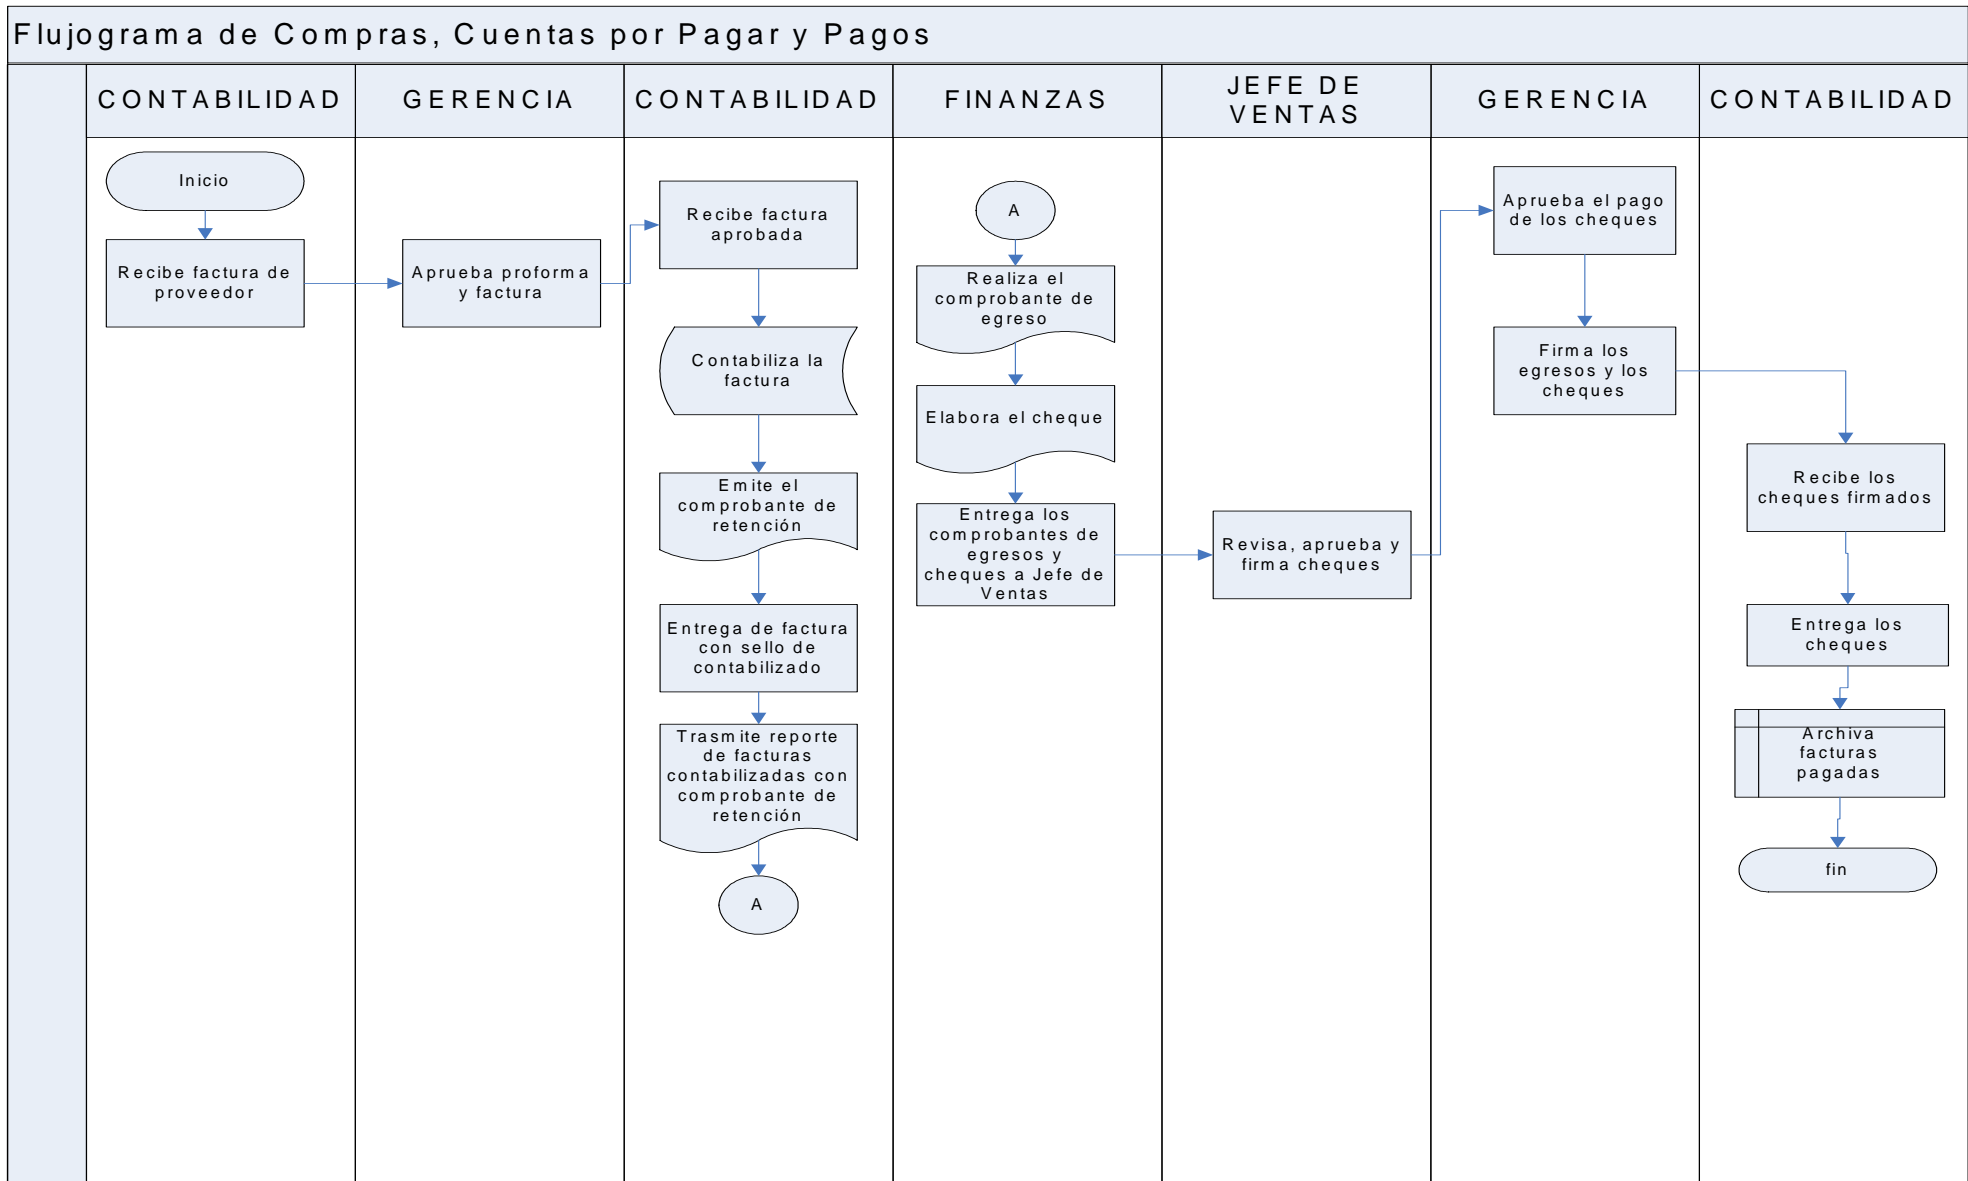 Flujograma de Compras, Cuentas por Pagar y Pagos
CONTABILIDAD
GERENCIA
CONTABILIDAD
FINANZAS
JEFE DE
VENTAS
GERENCIA
CONTABILIDAD
Inicio
Recibe factura de
proveedor
Aprueba proforma
y factura
Recibe factura
aprobada
Contabiliza la
factura
Emite el
comprobante de
retención
Entrega de factura
con sello de
contabilizado
Trasmite reporte
de facturas
contabilizadas con
comprobante de
retención
A
A
Realiza el
comprobante de
egreso
Elabora el cheque
Entrega los
comprobantes de
egresos y
cheques a Jefe de
Ventas
Revisa, aprueba y
firma cheques
Aprueba el pago
de los cheques
Firma los
egresos y los
cheques
Recibe los
cheques firmados
Entrega los
cheques
Archiva
facturas
pagadas
fin